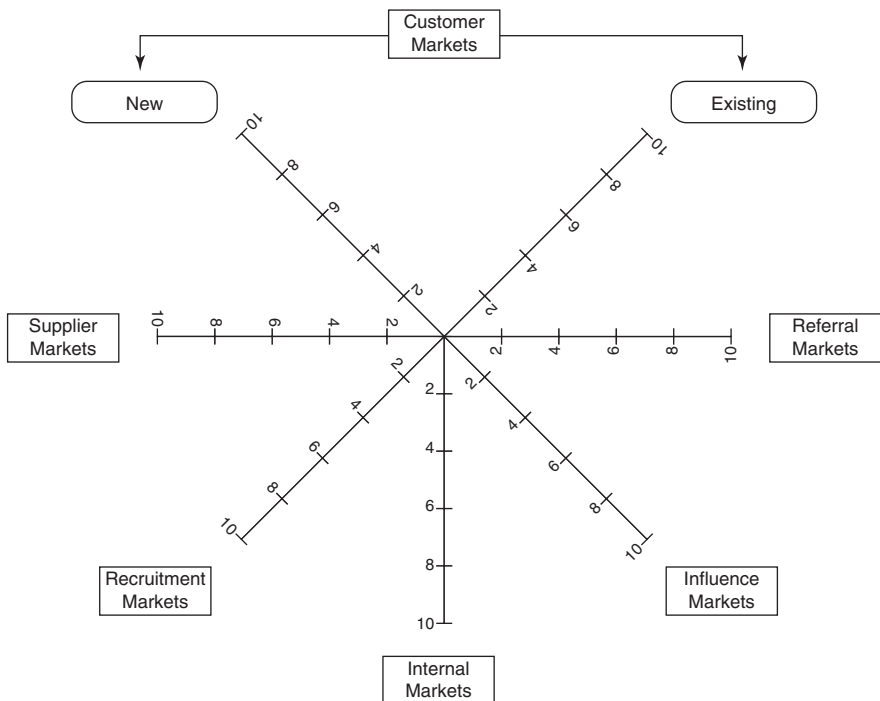 Customer
Markets
New
Existing
10
8
6
4
2
10
8
6
4
2
Supplier
Markets
10
8
6
4
2
2
4
6
8
10
Referral
Markets
2
4
6
8
10
2
4
6
8
10
2
4
6
8
10
Recruitment
Markets
Influence
Markets
Internal
Markets